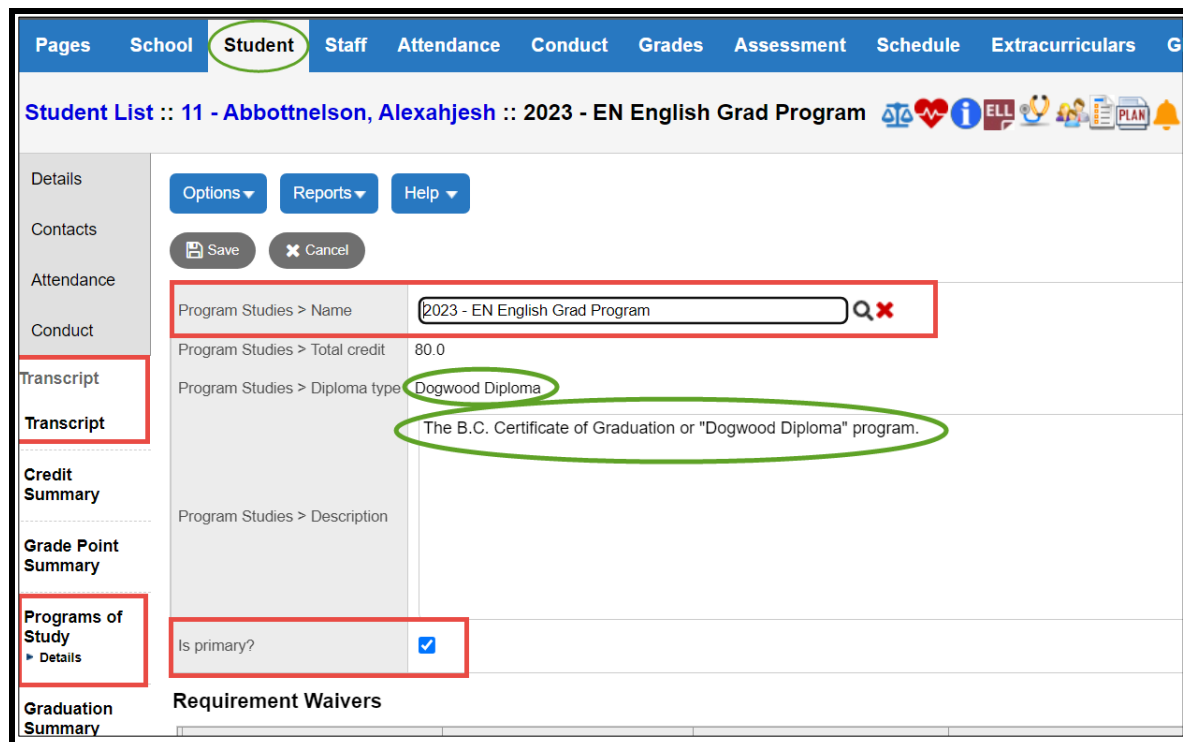 Pages School Student Staff Attendance Conduct Grades Assessment Schedule Extracurriculars G
Student List :: 11 - Abbottnelson, Alexahjesh :: 2023 - EN English Grad Program
ELL PLAN
Details
Contacts
Attendance
Conduct
Transcript
Transcript
Credit
Summary
Grade Point
Summary
Programs of
Study
Details
Graduation
Summary
Options Reports Help
Save Cancel
Program Studies > Name 2023 - EN English Grad Program
Program Studies > Total credit 80.0
Program Studies > Diploma type Dogwood Diploma
Program Studies > Description The B.C. Certificate of Graduation or "Dogwood Diploma" program.
Is primary?
Requirement Waivers